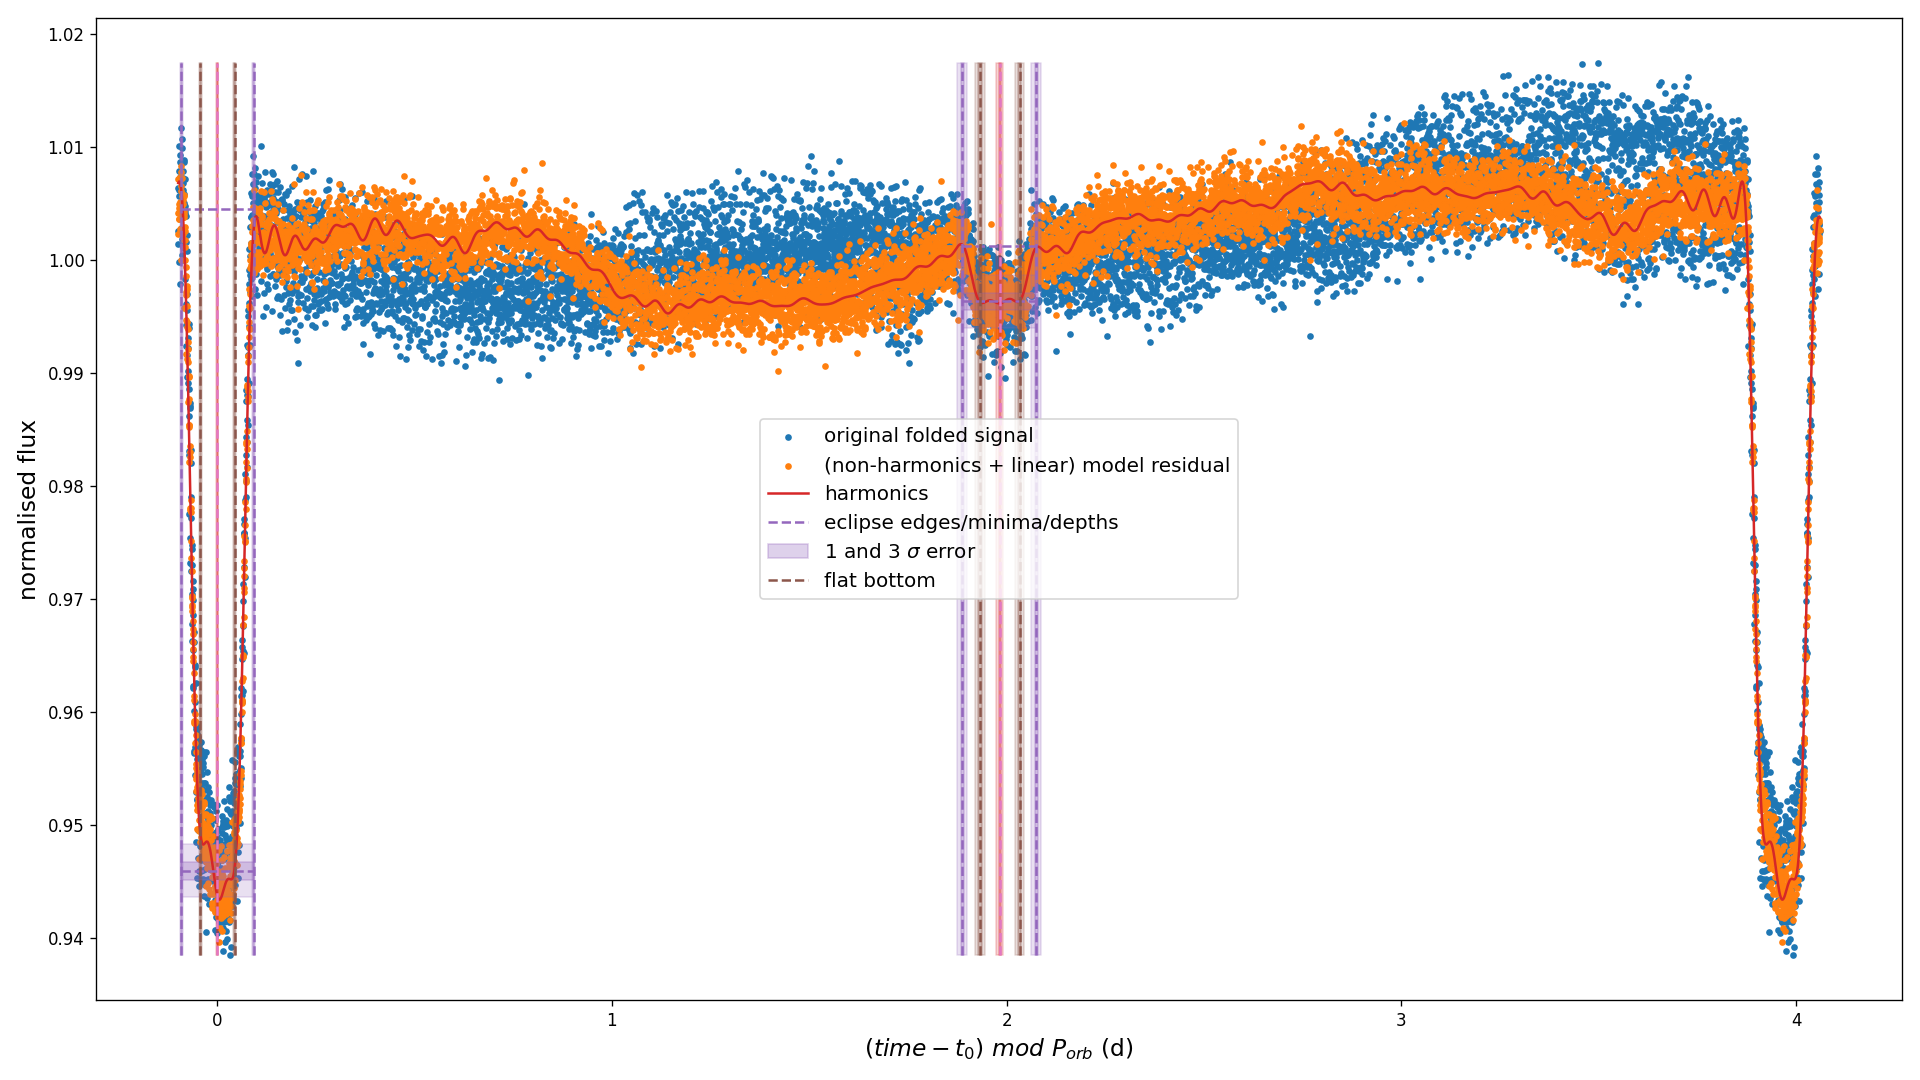 1.02
1.01
1.00
0.99
0.98
0.97
0.96
0.95
0.94
normalised flux
original folded signal
(non-harmonics + linear) model residual
harmonics
eclipse edges/minima/depths
1 and 3 σ error
flat bottom
0 1 2 3 4
(time − t₀) mod P_orb (d)